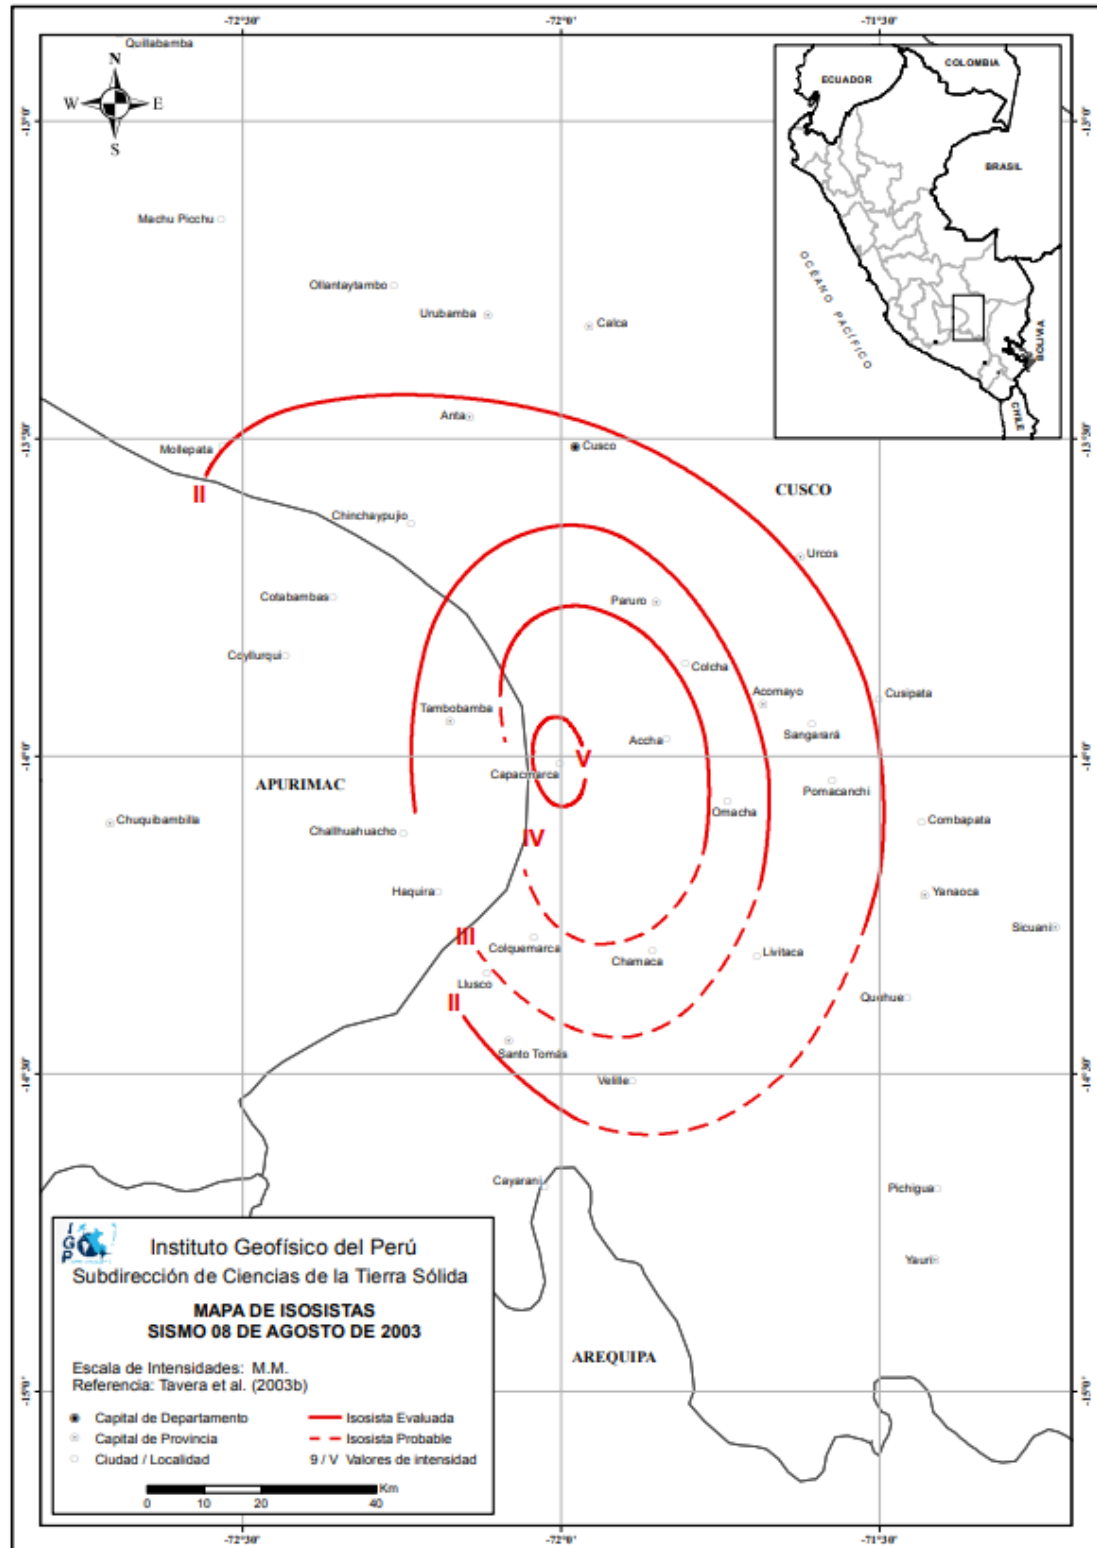 -72°30'
-72°0'
-71°30'
Quillabamba
N
W
E
S
ECUADOR
COLOMBIA
BRASIL
OCÉANO PACÍFICO
BOLIVIA
CHILE
-13°0'
-13°0'
Machu Picchu
Ollantaytambo
Urubamba
Calca
Anta
Mollepata
Cusco
-13°30'
-13°30'
II
CUSCO
Chinchaypujio
Urcos
Cotabambas
Paruro
Coyllurqui
Colcha
Tambobamba
Acomayo
Cusipata
Sangarará
Accha
V
-14°0'
-14°0'
Capacmarca
APURIMAC
Pomacanchi
Omacha
Chuquibambilla
Challhuahuacho
IV
Combapata
Haquira
Yanaoca
Sicuani
III
Colquemarca
Chamaca
Livitaca
Llusco
II
Quehue
Santo Tomás
Velille
-14°30'
-14°30'
Cayarani
Pichigua
Yauri
AREQUIPA
-15°0'
-15°0'
IGP
Instituto Geofísico del Perú
Subdirección de Ciencias de la Tierra Sólida
MAPA DE ISOSISTAS
SISMO 08 DE AGOSTO DE 2003
Escala de Intensidades: M.M.
Referencia: Tavera et al. (2003b)
Capital de Departamento
Isosista Evaluada
Capital de Provincia
Isosista Probable
Ciudad / Localidad
9 / V Valores de intensidad
Km
0 10 20 40
-72°30'
-72°0'
-71°30'